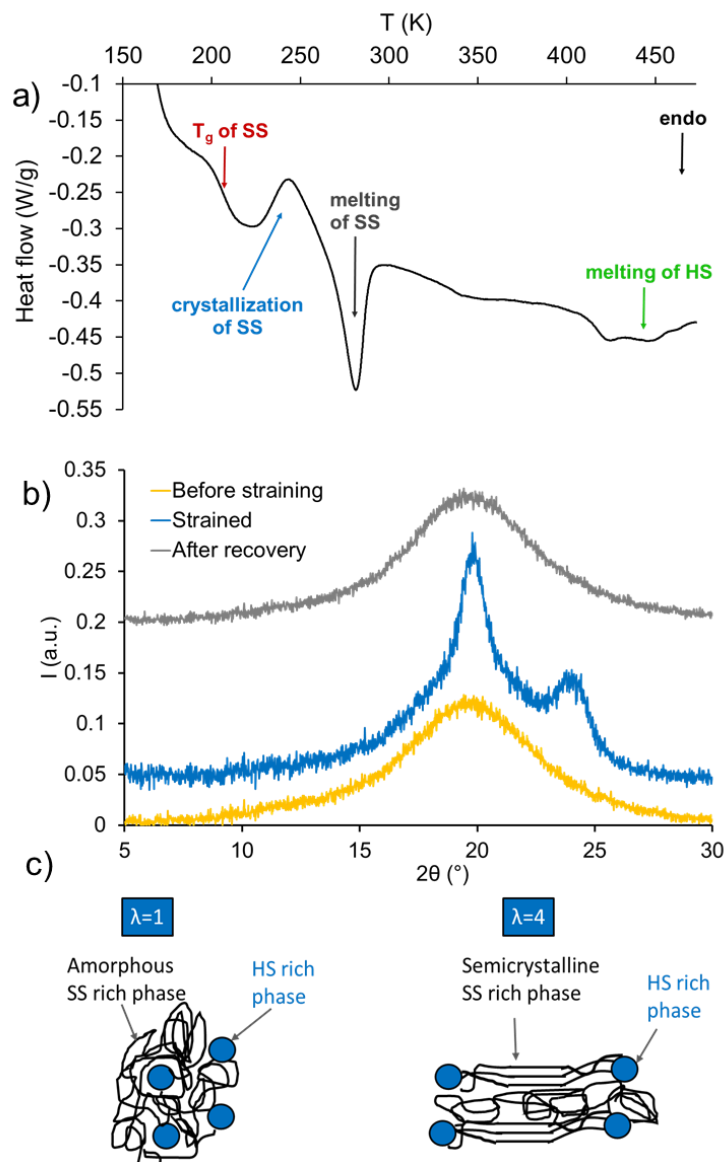 T (K)
150 200 250 300 350 400 450
a)
-0.1
-0.15
-0.2
-0.25
-0.3
-0.35
-0.4
-0.45
-0.5
-0.55
Heat flow (W/g)
Tg of SS
endo
melting
of SS
crystallization
of SS
melting of HS
b)
0.35
0.3
0.25
0.2
0.15
0.1
0.05
0
I (a.u.)
Before straining
Strained
After recovery
5 10 15 20 25 30
2θ (°)
c)
λ=1
λ=4
Amorphous
SS rich phase
HS rich
phase
Semicrystalline
SS rich phase
HS rich
phase